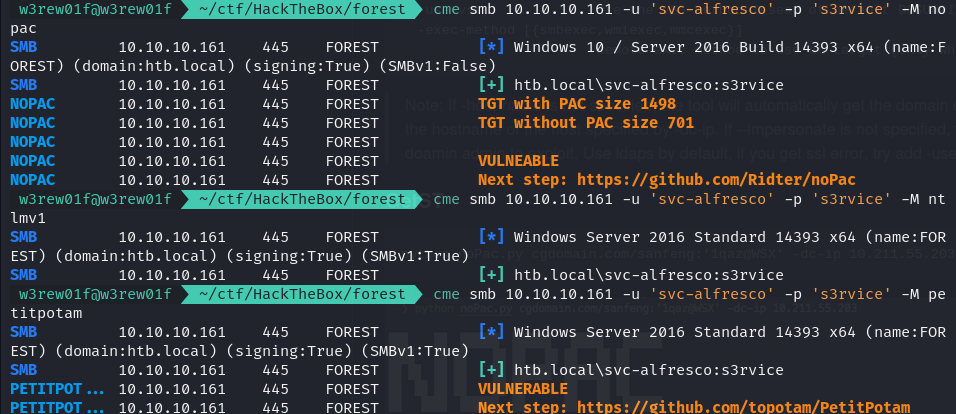 w3rew01f@w3rew01f ~/ctf/HackTheBox/forest cme smb 10.10.10.161 -u 'svc-alfresco' -p 's3rvice' -M no
pac
SMB 10.10.10.161 445 FOREST [*] Windows 10 / Server 2016 Build 14393 x64 (name:F
OREST) (domain:htb.local) (signing:True) (SMBv1:False)
SMB 10.10.10.161 445 FOREST [+] htb.local\svc-alfresco:s3rvice
NOPAC 10.10.10.161 445 FOREST TGT with PAC size 1498
NOPAC 10.10.10.161 445 FOREST TGT without PAC size 701
NOPAC 10.10.10.161 445 FOREST
NOPAC 10.10.10.161 445 FOREST VULNEABLE
NOPAC 10.10.10.161 445 FOREST Next step: https://github.com/Ridter/noPac
w3rew01f@w3rew01f ~/ctf/HackTheBox/forest cme smb 10.10.10.161 -u 'svc-alfresco' -p 's3rvice' -M nt
lmv1
SMB 10.10.10.161 445 FOREST [*] Windows Server 2016 Standard 14393 x64 (name:FOR
EST) (domain:htb.local) (signing:True) (SMBv1:True)
SMB 10.10.10.161 445 FOREST [+] htb.local\svc-alfresco:s3rvice
w3rew01f@w3rew01f ~/ctf/HackTheBox/forest cme smb 10.10.10.161 -u 'svc-alfresco' -p 's3rvice' -M pe
titpotam
SMB 10.10.10.161 445 FOREST [*] Windows Server 2016 Standard 14393 x64 (name:FOR
EST) (domain:htb.local) (signing:True) (SMBv1:True)
SMB 10.10.10.161 445 FOREST [+] htb.local\svc-alfresco:s3rvice
PETITPOT... 10.10.10.161 445 FOREST VULNERABLE
PETITPOT... 10.10.10.161 445 FOREST Next step: https://github.com/topotam/PetitPotam